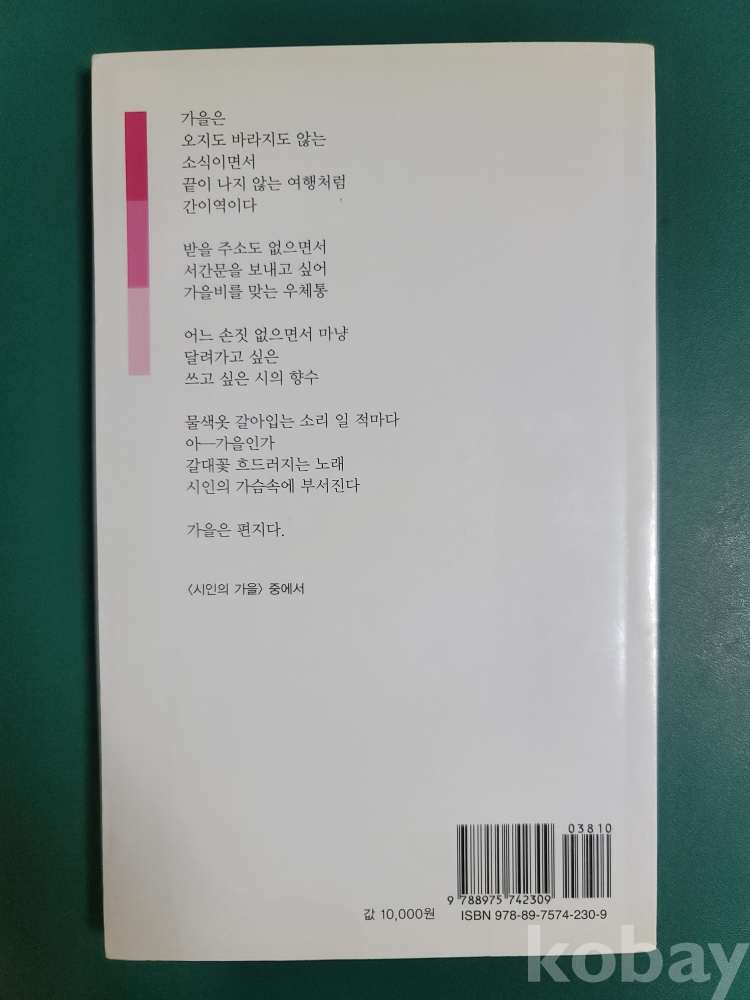 가을은
오지도 바라지도 않는
소식이면서
끝이 나지 않는 여행처럼
간이역이다
받을 주소도 없으면서
서간문을 보내고 싶어
가을비를 맞는 우체통
어느 손짓 없으면서 마냥
달려가고 싶은
쓰고 싶은 시의 향수
물색옷 갈아입는 소리 일 적마다
아—가을인가
갈대꽃 흐드러지는 노래
시인의 가슴속에 부서진다
가을은 편지다.
〈시인의 가을〉 중에서
03810
9 788975 742309
값 10,000원 ISBN 978-89-7574-230-9
kobay